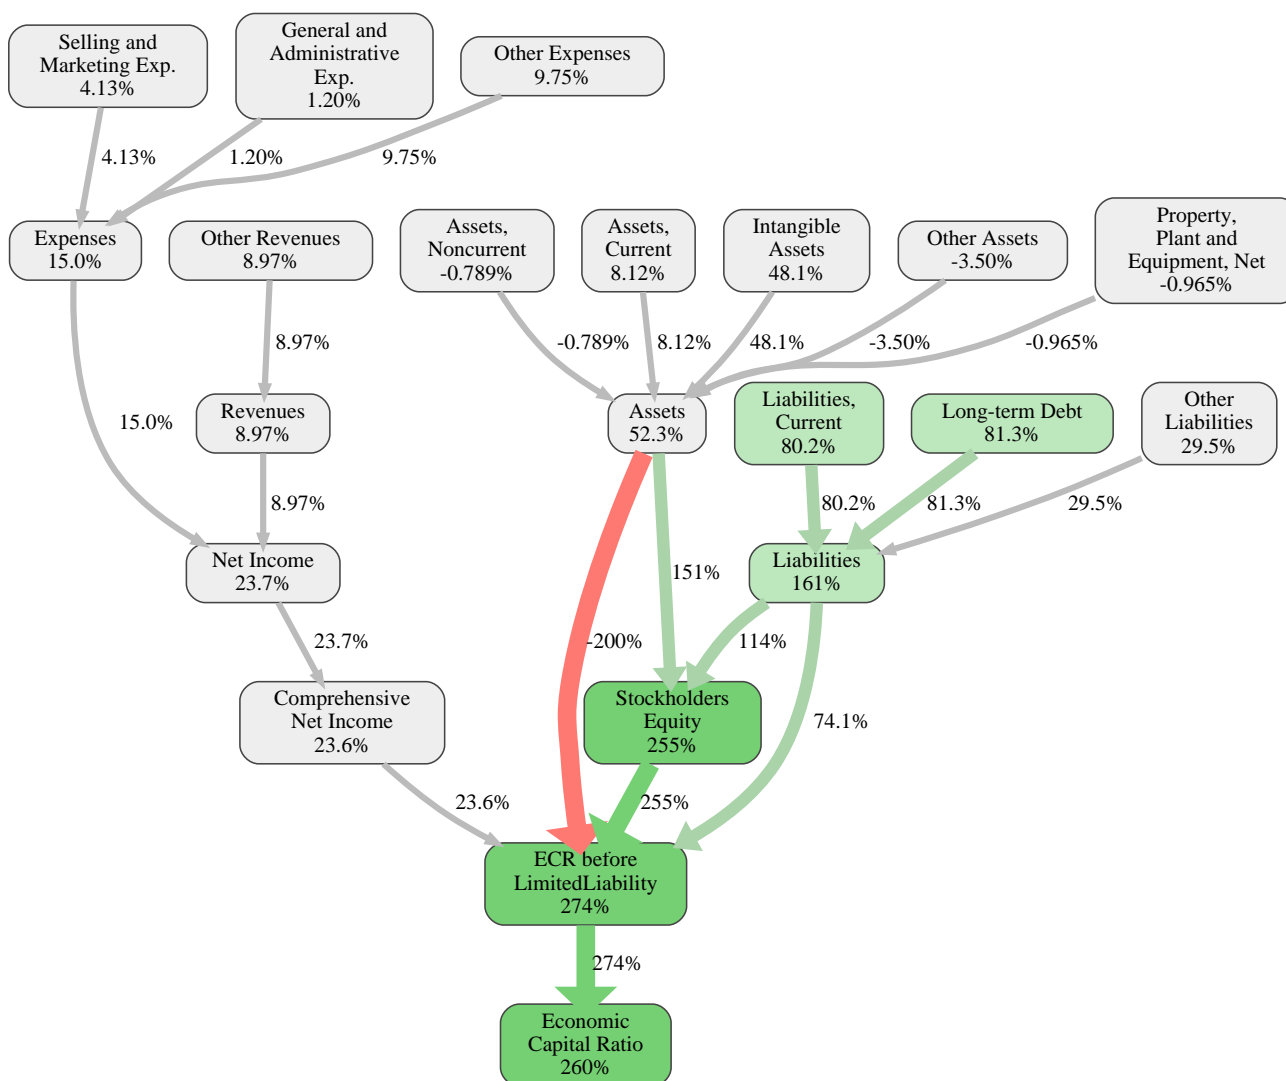 Selling and
Marketing Exp.
4.13%
General and
Administrative
Exp.
1.20%
Other Expenses
9.75%
4.13%
1.20%
9.75%
Expenses
15.0%
Other Revenues
8.97%
Assets,
Noncurrent
-0.789%
Assets,
Current
8.12%
Intangible
Assets
48.1%
Other Assets
-3.50%
Property,
Plant and
Equipment, Net
-0.965%
8.97%
-0.789%
8.12%
48.1%
-3.50%
-0.965%
15.0%
Revenues
8.97%
Assets
52.3%
Liabilities,
Current
80.2%
Long-term Debt
81.3%
Other
Liabilities
29.5%
8.97%
80.2%
81.3%
29.5%
Net Income
23.7%
151%
Liabilities
161%
23.7%
-200%
114%
Comprehensive
Net Income
23.6%
Stockholders
Equity
255%
74.1%
23.6%
255%
ECR before
LimitedLiability
274%
274%
Economic
Capital Ratio
260%